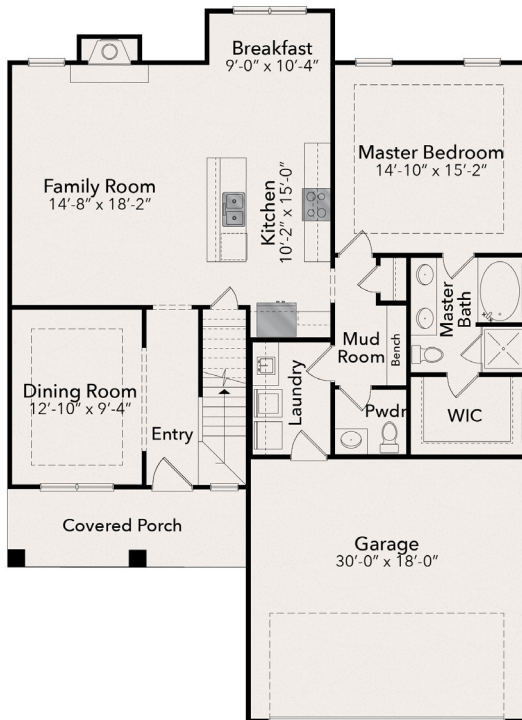 Breakfast
9’-0” x 10’-4”
Master Bedroom
14’-10” x 15’-2”
Family Room
14’-8” x 18’-2”
Kitchen
10’-2” x 15’-0”
Master
Bath
Mud
Room
Bench
Dining Room
12’-10” x 9’-4”
Laundry
Entry
Pwdr
WIC
Covered Porch
Garage
30’-0” x 18’-0”